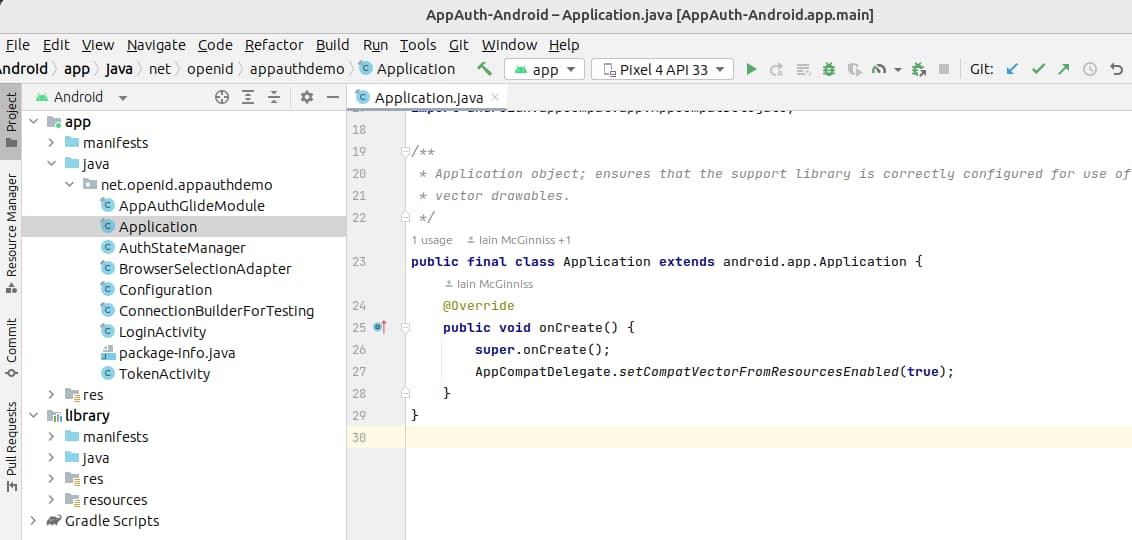 AppAuth-Android – Application.java [AppAuth-Android.app.main]
File Edit View Navigate Code Refactor Build Run Tools Git Window Help
Android app java net openid appauthdemo Application app Pixel 4 API 33 Git:
Project
Resource Manager
Commit
Pull Requests
Android
app
manifests
java
net.openid.appauthdemo
AppAuthGlideModule
Application
AuthStateManager
BrowserSelectionAdapter
Configuration
ConnectionBuilderForTesting
LoginActivity
package-info.java
TokenActivity
res
library
manifests
java
res
resources
Gradle Scripts
Application.java
18
19 /**
20 * Application object; ensures that the support library is correctly configured for use of
21 * vector drawables.
22 */
1 usage Iain McGinniss +1
23 public final class Application extends android.app.Application {
Iain McGinniss
24 @Override
25 public void onCreate() {
26 super.onCreate();
27 AppCompatDelegate.setCompatVectorFromResourcesEnabled(true);
28 }
29 }
30